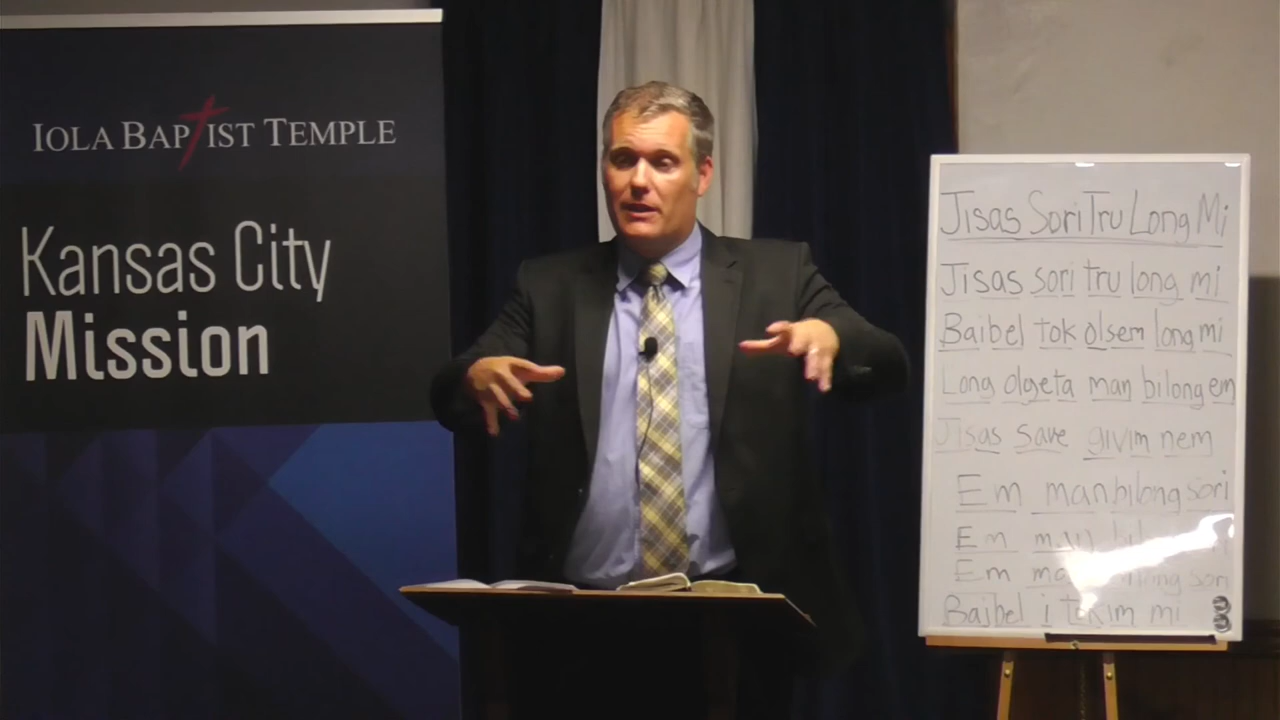 IOLA BAPTIST TEMPLE
Kansas City
Mission
Jisas Sori Tru Long Mi
Jisas sori tru long mi
Baibel tok olsem long mi
Long olgeta man bilong em
Jisas save givim nem
Em man bilong sori
Em man
Em sori
Baibel i tokim mi